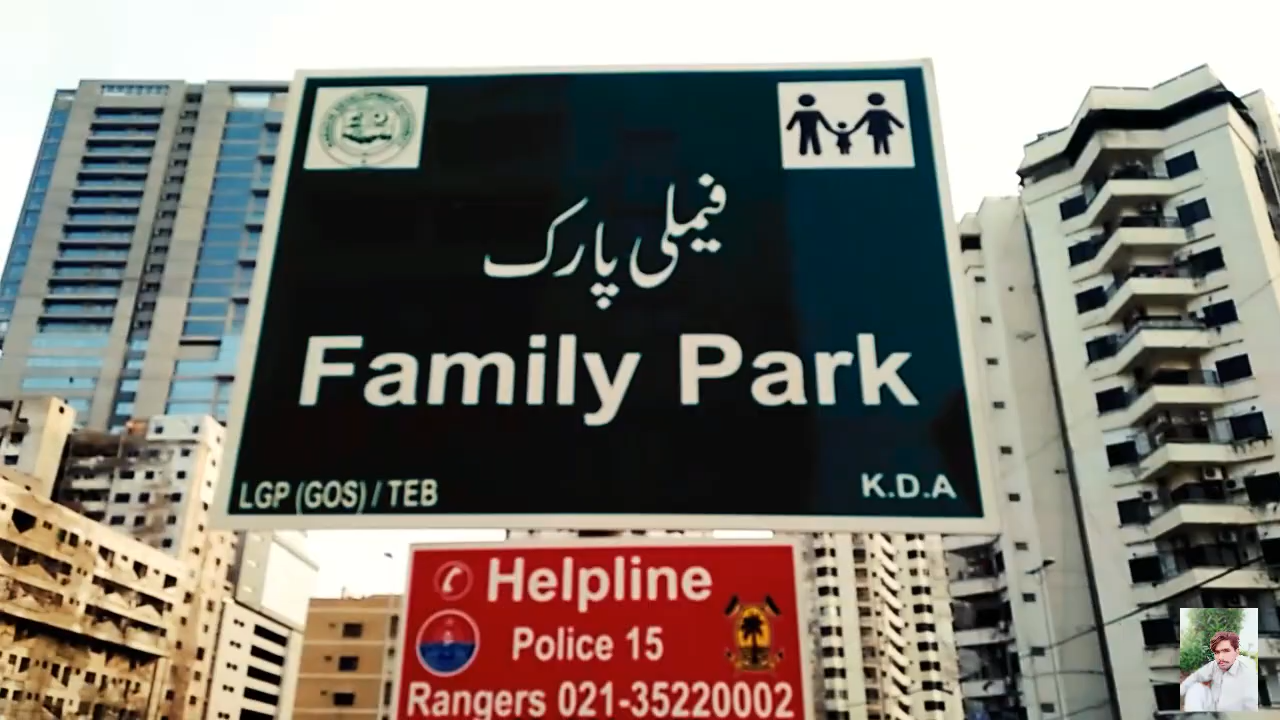 فیملی پارک
Family Park
LGP (GOS) / TEB
K.D.A
Helpline
Police 15
Rangers 021-35220002